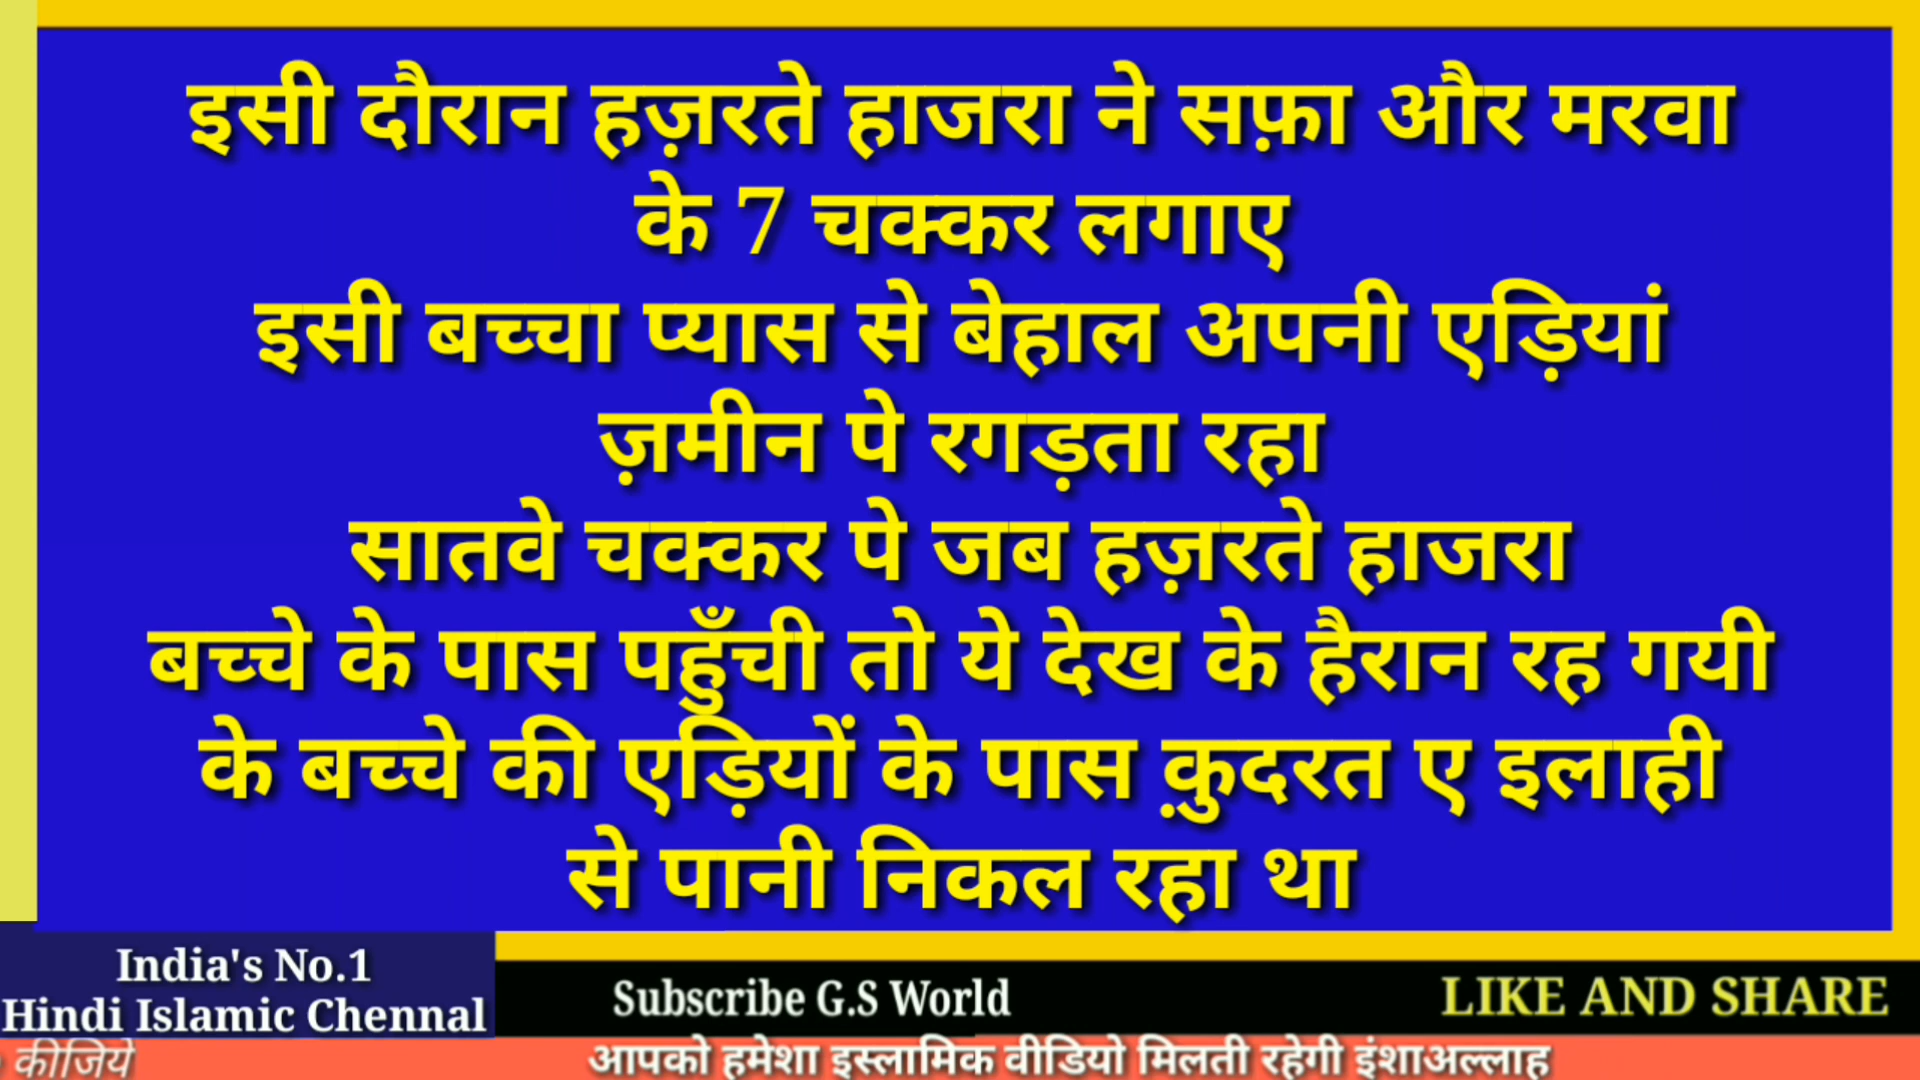 इसी दौरान हज़रते हाजरा ने सफ़ा और मरवा
के 7 चक्कर लगाए
इसी बच्चा प्यास से बेहाल अपनी एड़ियां
ज़मीन पे रगड़ता रहा
सातवे चक्कर पे जब हज़रते हाजरा
बच्चे के पास पहुँची तो ये देख के हैरान रह गयी
के बच्चे की एड़ियों के पास क़ुदरत ए इलाही
से पानी निकल रहा था
India's No.1
Hindi Islamic Chennal
Subscribe G.S World
LIKE AND SHARE
कीजिये
आपको हमेशा इस्लामिक वीडियो मिलती रहेगी इंशाअल्लाह